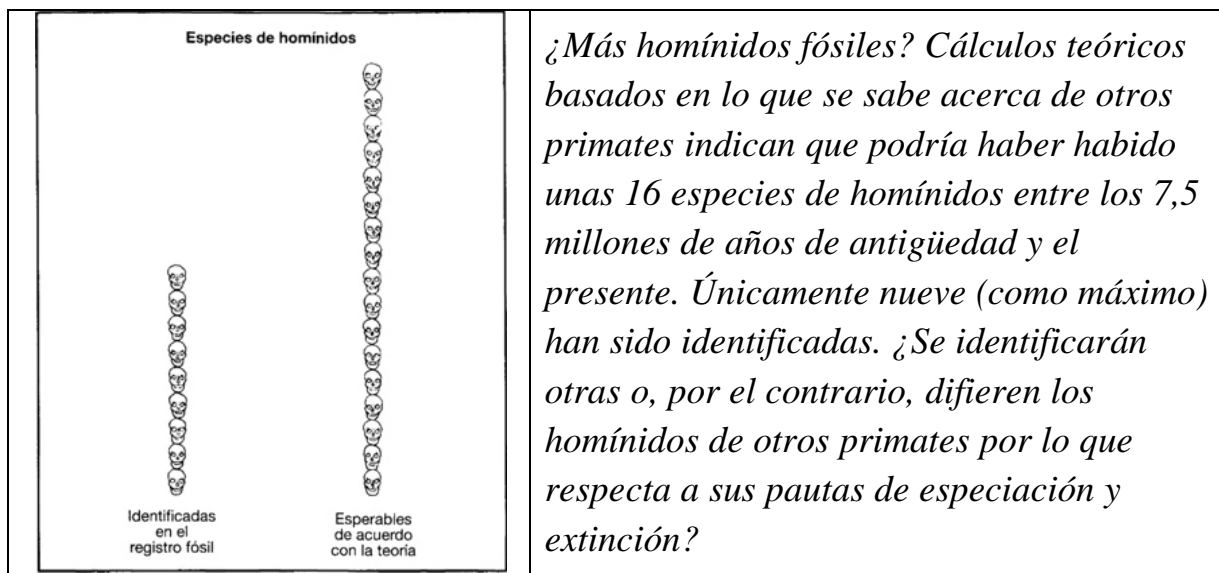 Especies de homínidos
Identificadas
en el
registro fósil
Esperables
de acuerdo
con la teoría
¿Más homínidos fósiles? Cálculos teóricos
basados en lo que se sabe acerca de otros
primates indican que podría haber habido
unas 16 especies de homínidos entre los 7,5
millones de años de antigüedad y el
presente. Únicamente nueve (como máximo)
han sido identificadas. ¿Se identificarán
otras o, por el contrario, difieren los
homínidos de otros primates por lo que
respecta a sus pautas de especiación y
extinción?